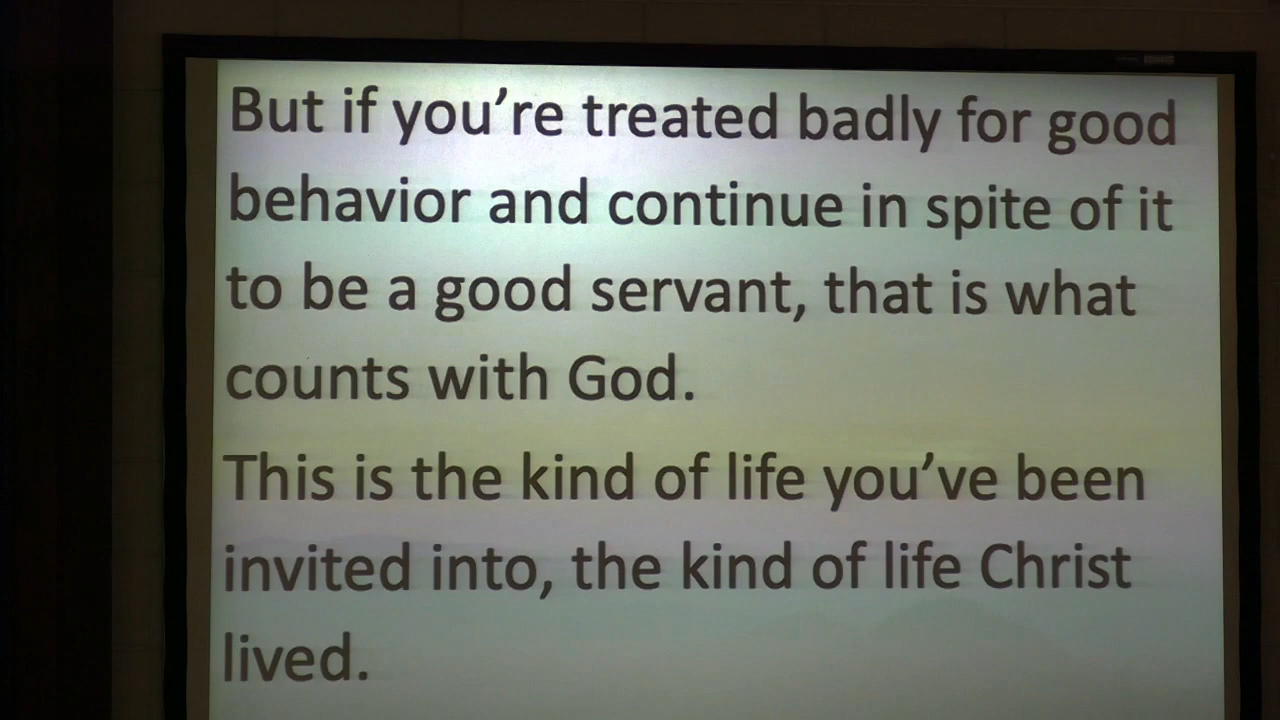 But if you’re treated badly for good
behavior and continue in spite of it
to be a good servant, that is what
counts with God.
This is the kind of life you’ve been
invited into, the kind of life Christ
lived.